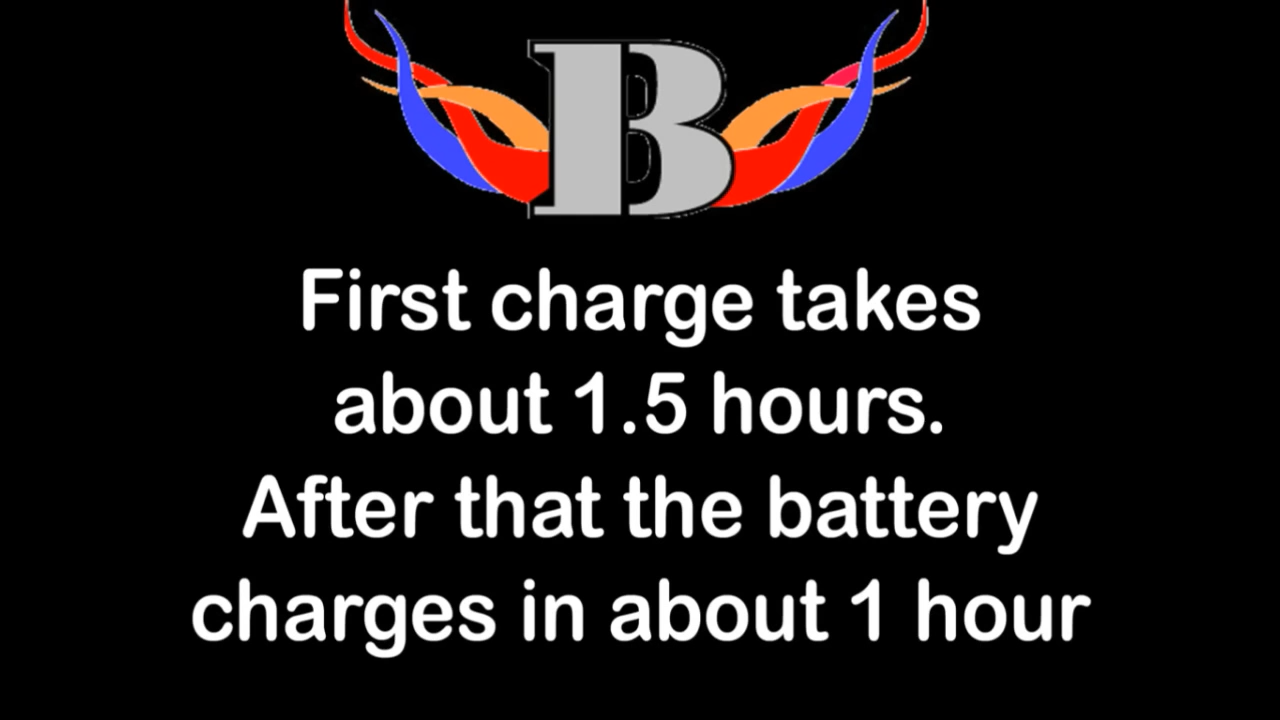 B
First charge takes
about 1.5 hours.
After that the battery
charges in about 1 hour